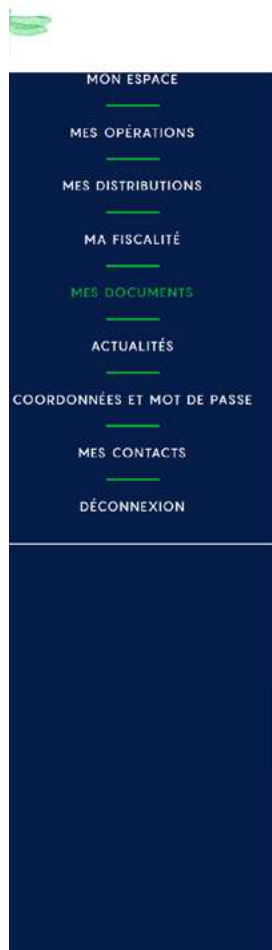 MON ESPACE
MES OPÉRATIONS
MES DISTRIBUTIONS
MA FISCALITÉ
MES DOCUMENTS
ACTUALITÉS
COORDONNÉES ET MOT DE PASSE
MES CONTACTS
DÉCONNEXION